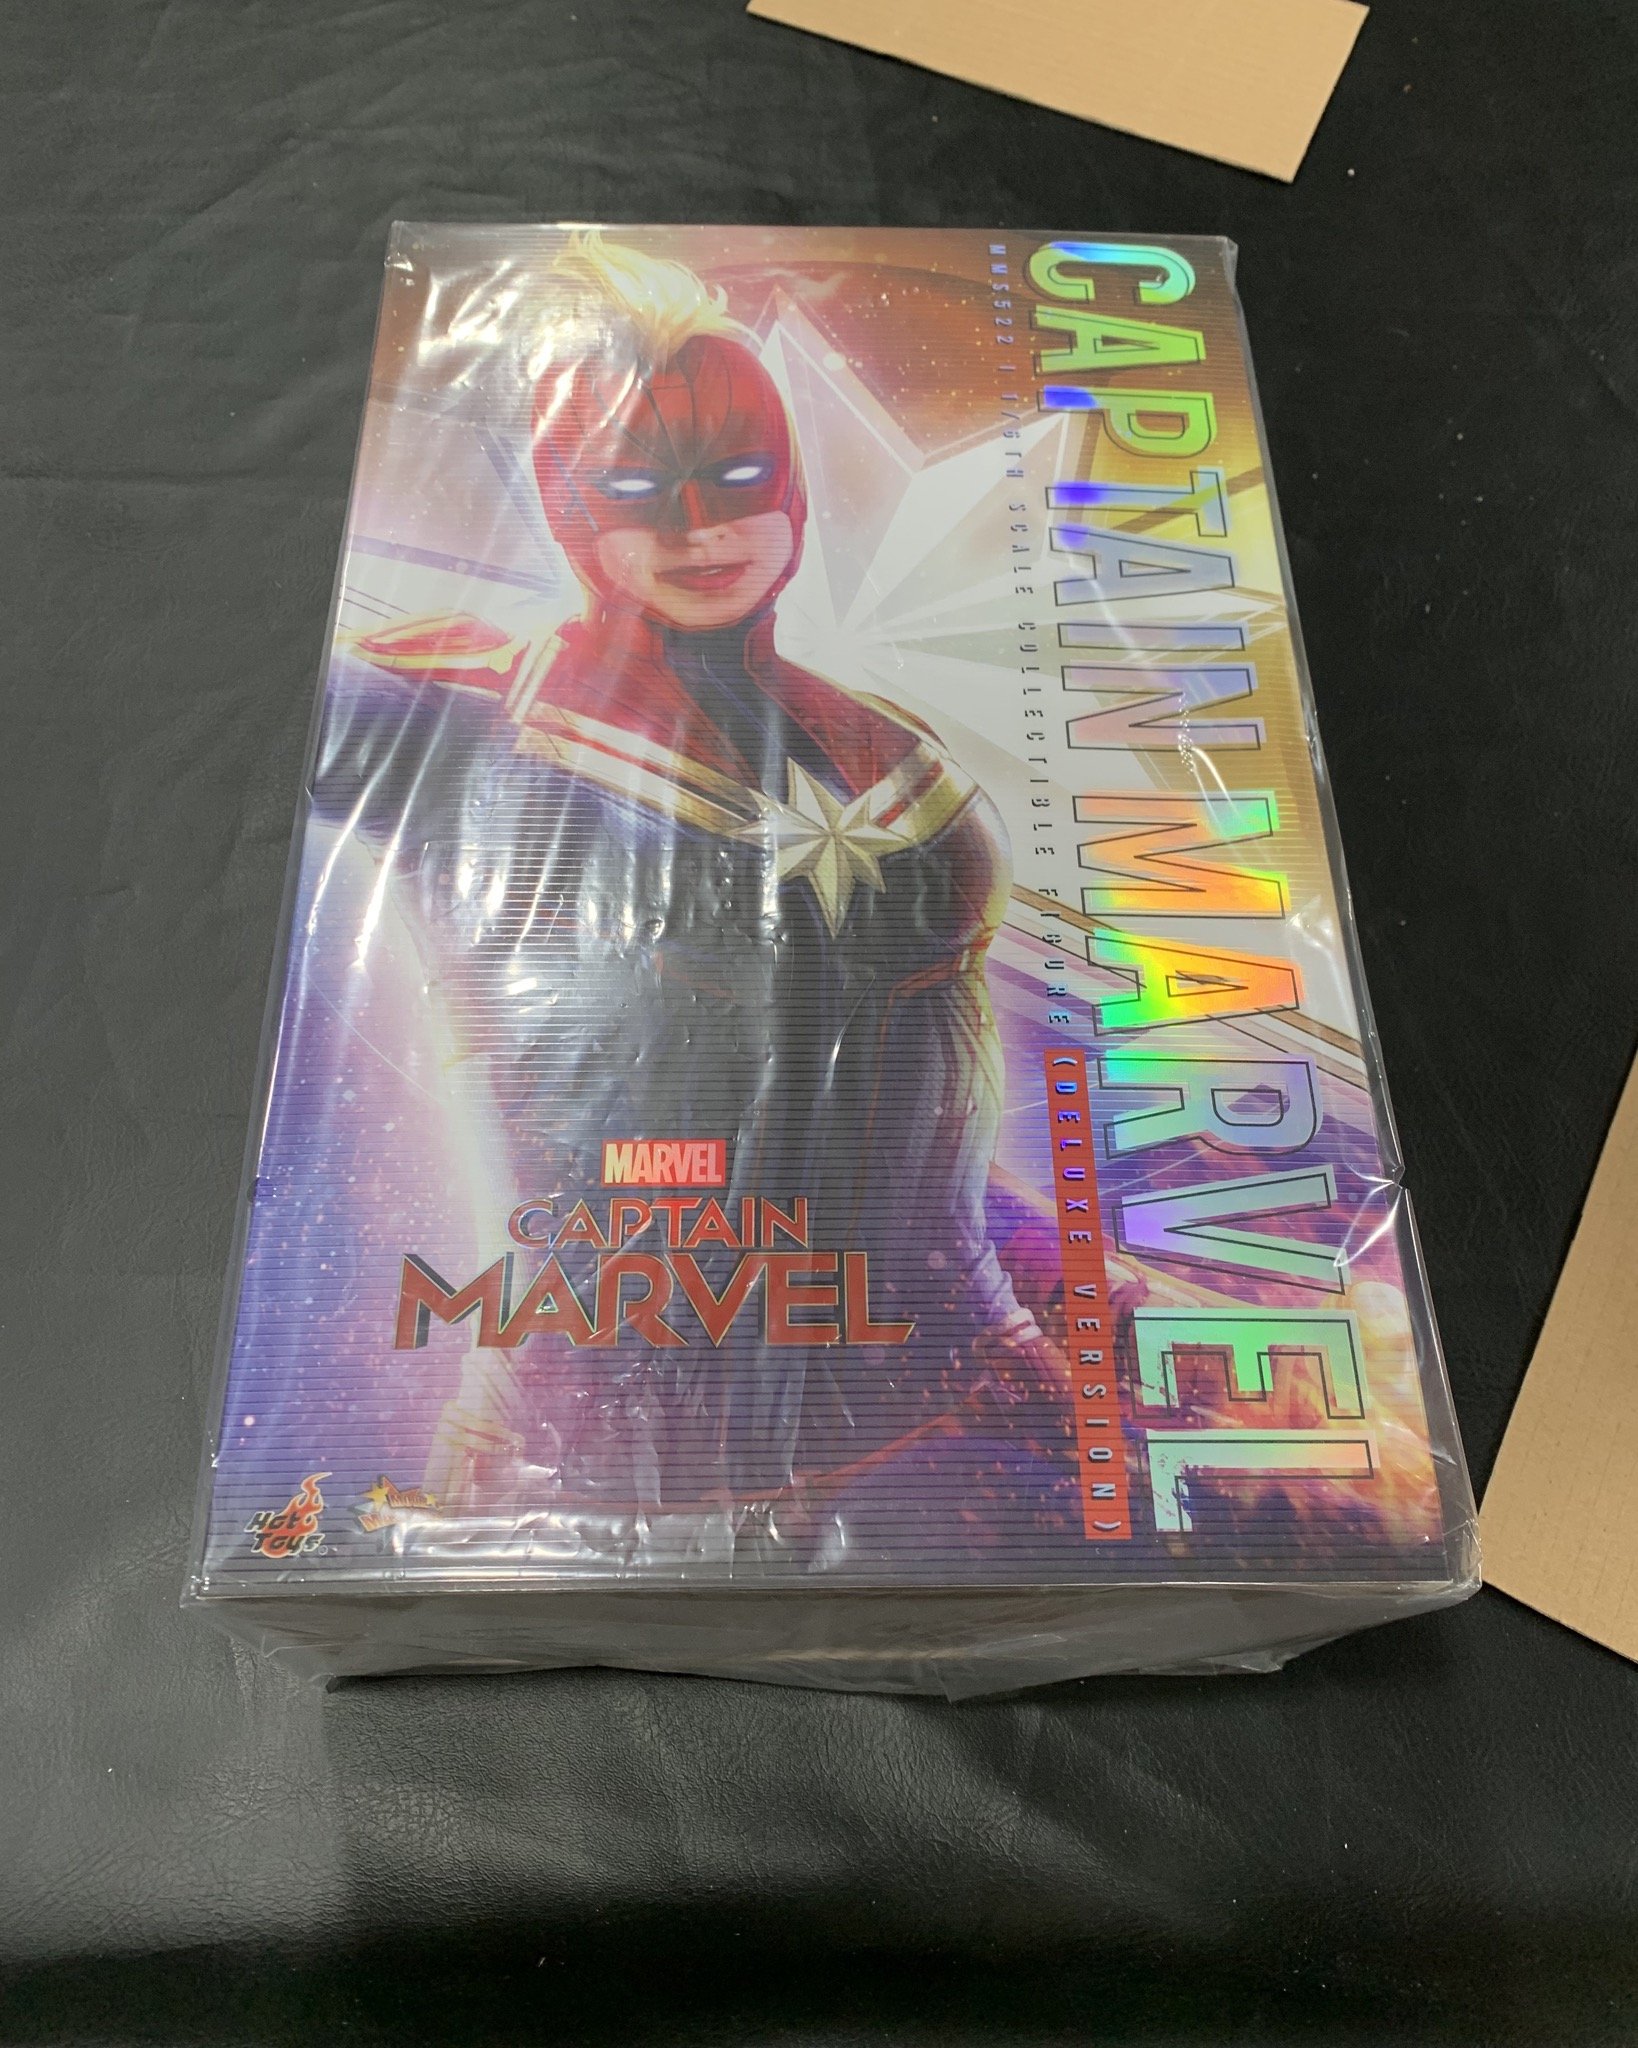 CAPTAIN MARVEL
MMS522 | 1/6TH SCALE COLLECTIBLE FIGURE (DELUXE VERSION)
MARVEL
CAPTAIN
MARVEL
Hot
Toys